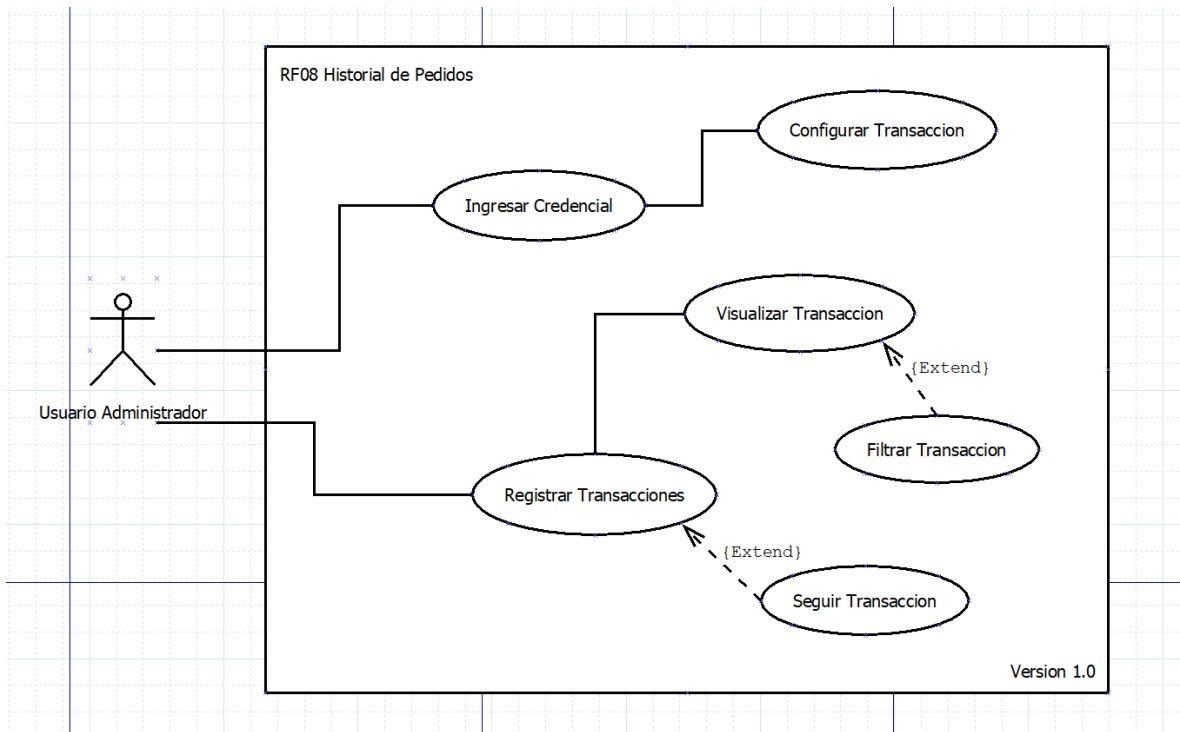 RF08 Historial de Pedidos
Configurar Transaccion
Ingresar Credencial
Visualizar Transaccion
{Extend}
Usuario Administrador
Filtrar Transaccion
Registrar Transacciones
{Extend}
Seguir Transaccion
Version 1.0